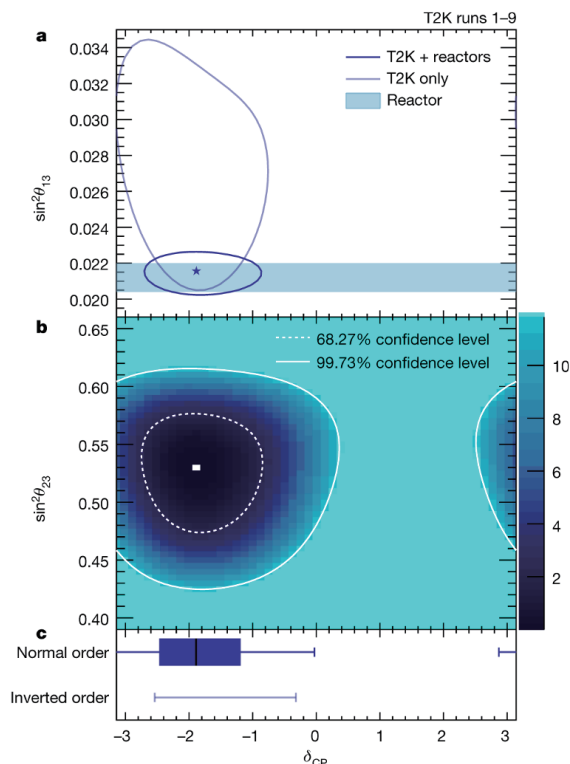 T2K runs 1–9
a
0.034
0.032
0.030
0.028
0.026
0.024
0.022
0.020
sin²θ₁₃
T2K + reactors
T2K only
Reactor
b
0.65
0.60
0.55
0.50
0.45
0.40
sin²θ₂₃
68.27% confidence level
99.73% confidence level
10
8
6
4
2
c
Normal order
Inverted order
−3 −2 −1 0 1 2 3
δCP